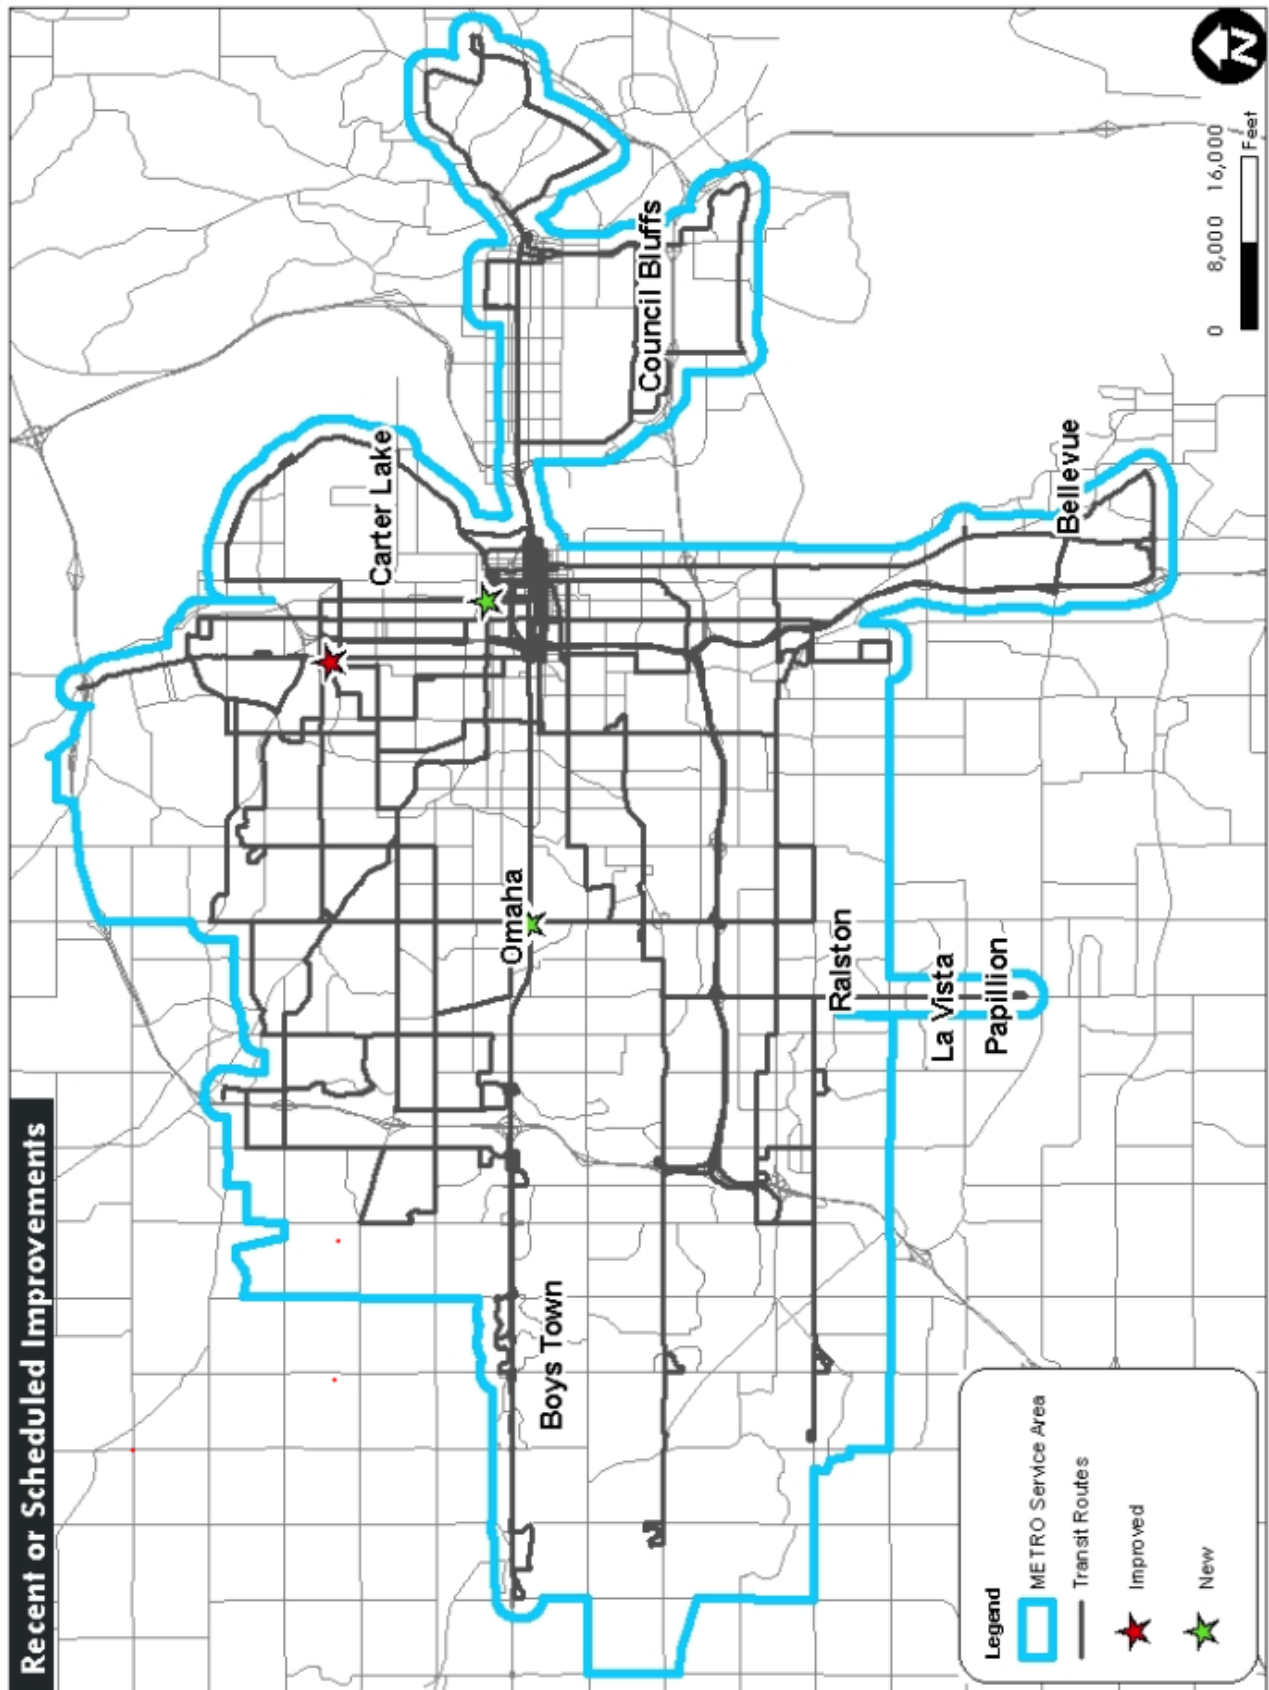 Recent or Scheduled Improvements
Carter Lake
Omaha
Council Bluffs
Boys Town
Ralston
La Vista
Papillion
Bellevue
Legend
METRO Service Area
Transit Routes
Improved
New
0 8,000 16,000
Feet
N